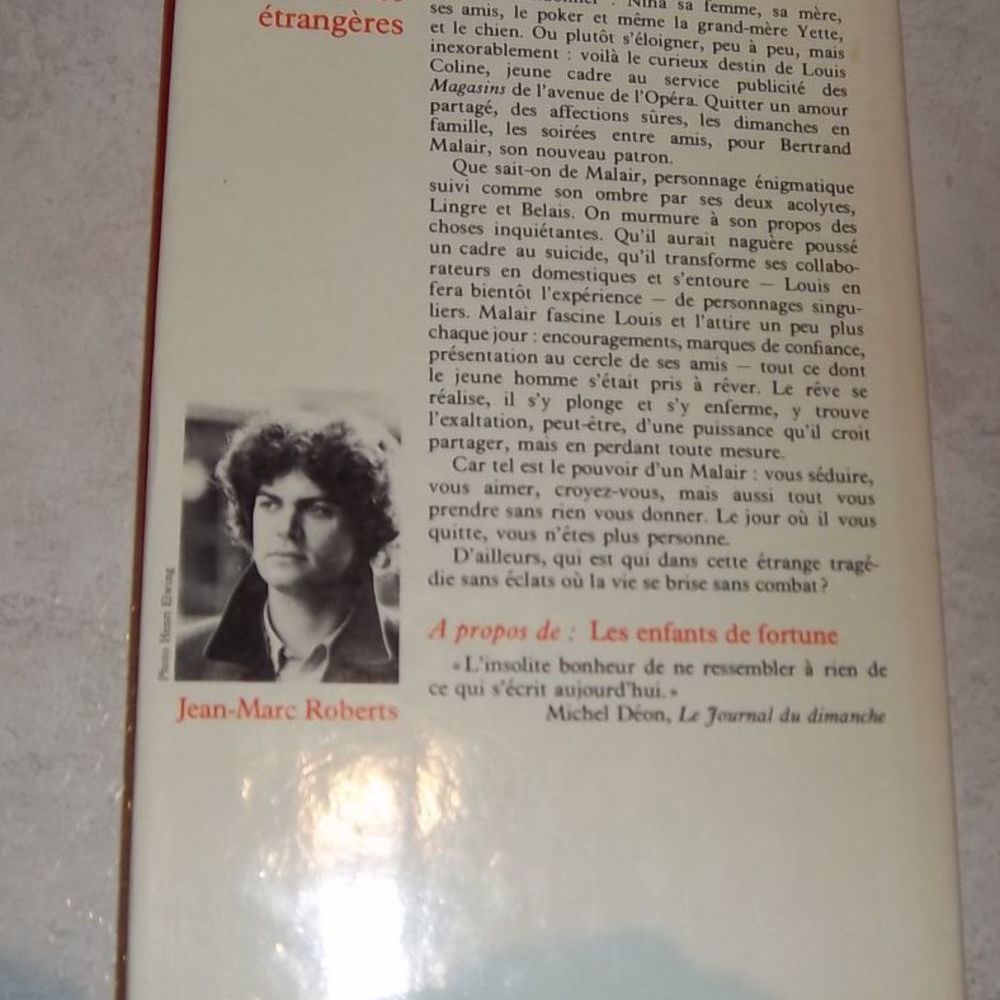 étrangères
Nina sa femme, sa mère,
ses amis, le poker et même la grand-mère Yette,
et le chien. Ou plutôt s'éloigner, peu à peu, mais
inexorablement : voilà le curieux destin de Louis
Coline, jeune cadre au service publicité des
Magasins de l'avenue de l'Opéra. Quitter un amour
partagé, des affections sûres, les dimanches en
famille, les soirées entre amis, pour Bertrand
Malair, son nouveau patron.
Que sait-on de Malair, personnage énigmatique
suivi comme son ombre par ses deux acolytes,
Lingre et Belais. On murmure à son propos des
choses inquiétantes. Qu'il aurait naguère poussé
un cadre au suicide, qu'il transforme ses collabo-
rateurs en domestiques et s'entoure — Louis en
fera bientôt l'expérience — de personnages singu-
liers. Malair fascine Louis et l'attire un peu plus
chaque jour : encouragements, marques de confiance,
présentation au cercle de ses amis — tout ce dont
le jeune homme s'était pris à rêver. Le rêve se
réalise, il s'y plonge et s'y enferme, y trouve
l'exaltation, peut-être, d'une puissance qu'il croit
partager, mais en perdant toute mesure.
Car tel est le pouvoir d'un Malair : vous séduire,
vous aimer, croyez-vous, mais aussi tout vous
prendre sans rien vous donner. Le jour où il vous
quitte, vous n'êtes plus personne.
D'ailleurs, qui est qui dans cette étrange tragé-
die sans éclats où la vie se brise sans combat ?
A propos de : Les enfants de fortune
« L'insolite bonheur de ne ressembler à rien de
ce qui s'écrit aujourd'hui. »
Michel Déon, Le Journal du dimanche
Photo Henri Elwing
Jean-Marc Roberts